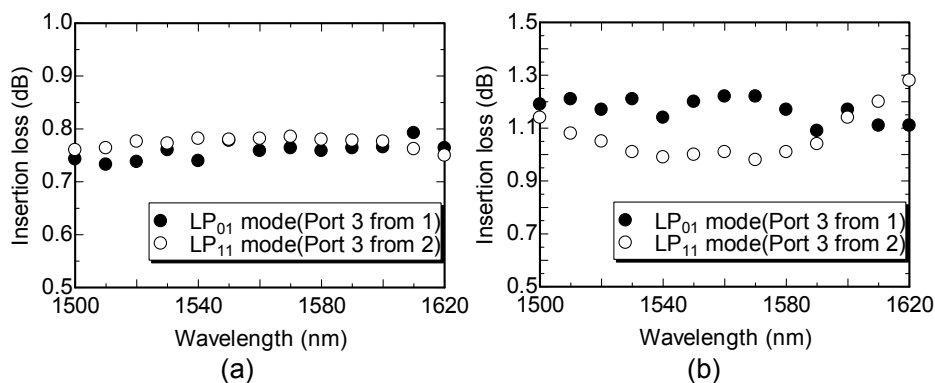 1.0
0.9
0.8
0.7
0.6
0.5
Insertion loss (dB)
LP01 mode(Port 3 from 1)
LP11 mode(Port 3 from 2)
1500 1540 1580 1620
Wavelength (nm)
(a)
1.5
1.3
1.1
0.9
0.7
0.5
Insertion loss (dB)
LP01 mode(Port 3 from 1)
LP11 mode(Port 3 from 2)
1500 1540 1580 1620
Wavelength (nm)
(b)